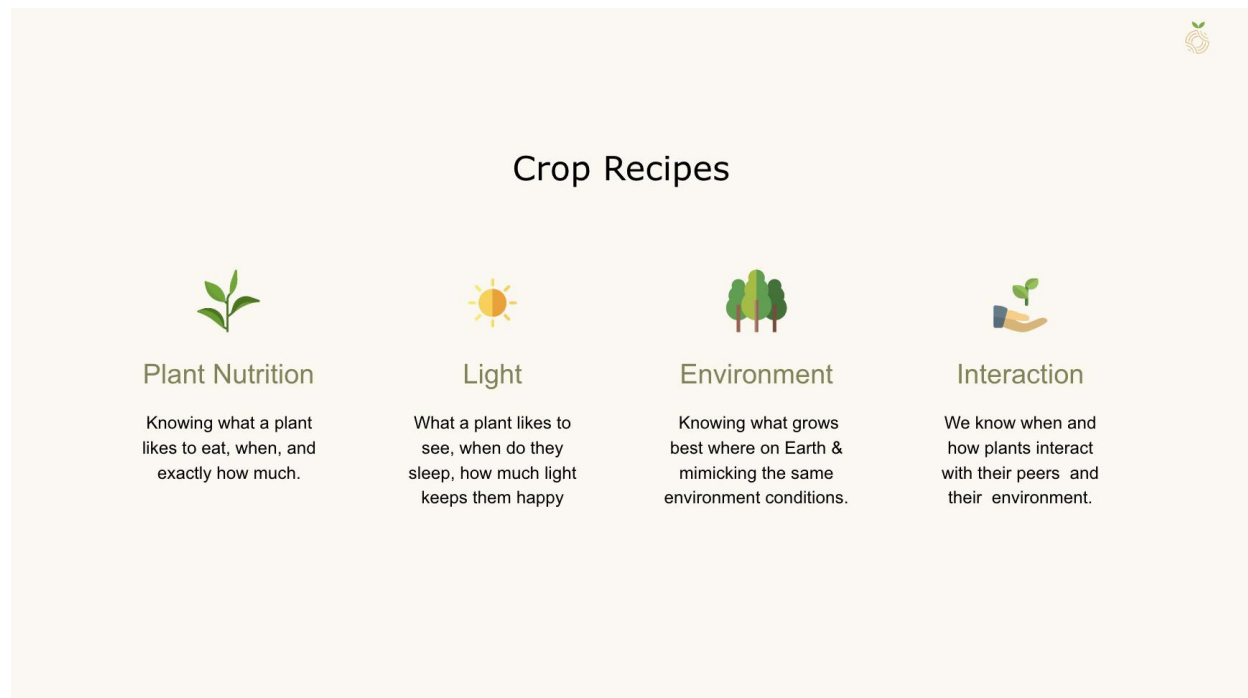 Crop Recipes
Plant Nutrition
Knowing what a plant
likes to eat, when, and
exactly how much.
Light
What a plant likes to
see, when do they
sleep, how much light
keeps them happy
Environment
Knowing what grows
best where on Earth &
mimicking the same
environment conditions.
Interaction
We know when and
how plants interact
with their peers  and
their  environment.